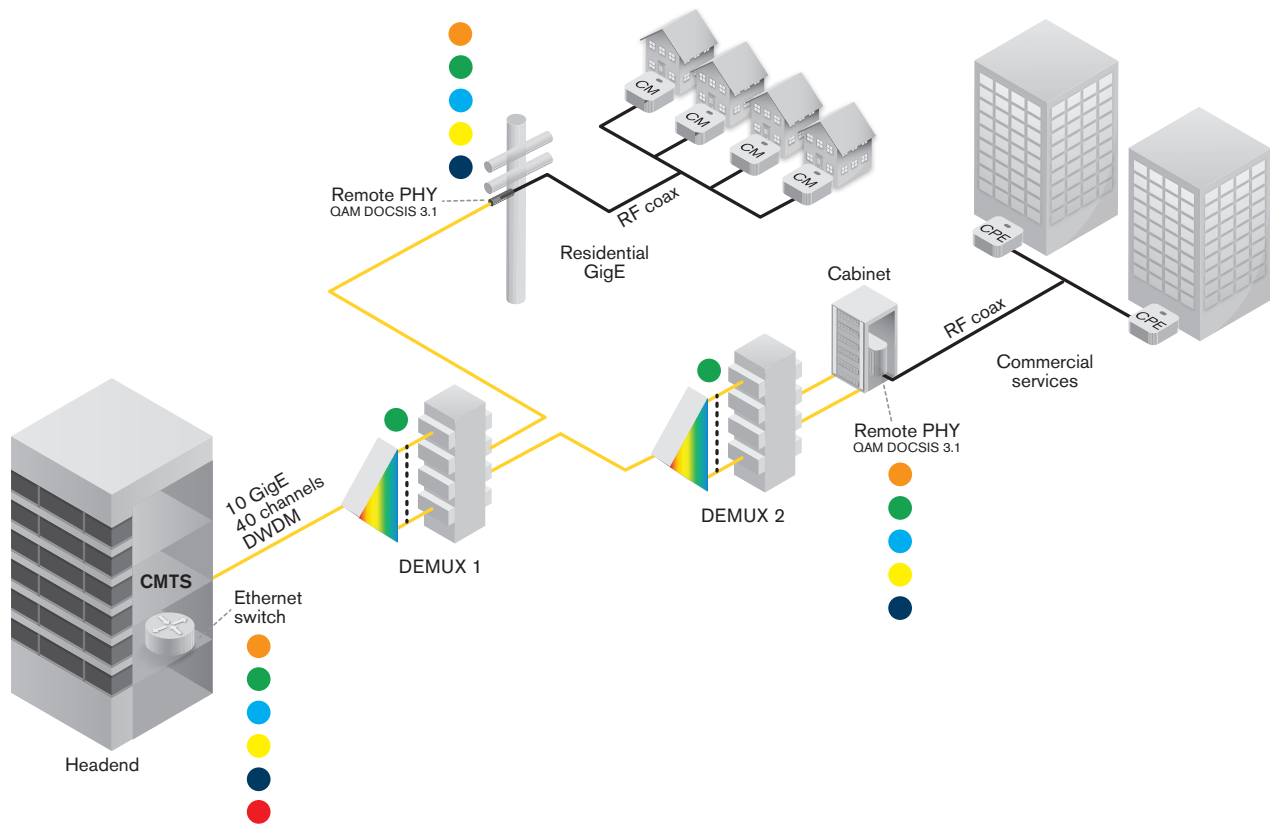 CM
CM
CM
CM
Remote PHY
QAM DOCSIS 3.1
RF coax
Residential
GigE
CPE
CPE
Cabinet
RF coax
Commercial
services
Remote PHY
QAM DOCSIS 3.1
DEMUX 2
10 GigE
40 channels
DWDM
DEMUX 1
CMTS
Ethernet
switch
Headend